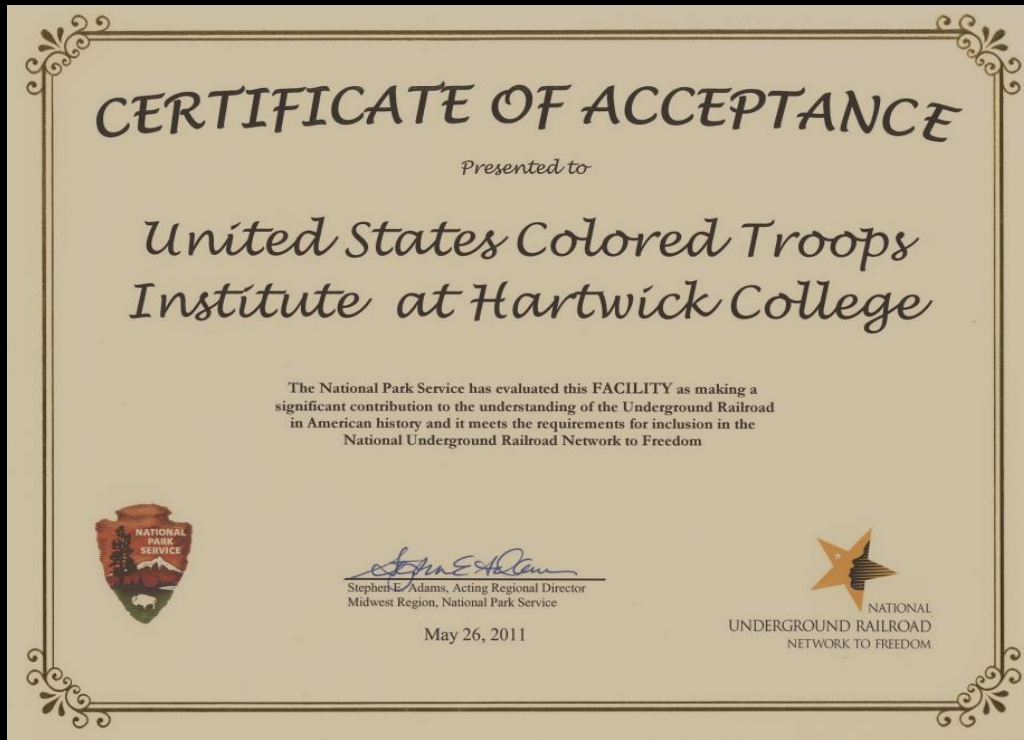 CERTIFICATE OF ACCEPTANCE
Presented to
United States Colored Troops
Institute at Hartwick College
The National Park Service has evaluated this FACILITY as making a
significant contribution to the understanding of the Underground Railroad
in American history and it meets the requirements for inclusion in the
National Underground Railroad Network to Freedom
NATIONAL
PARK
SERVICE
Stephen E. Adams
Stephen E. Adams, Acting Regional Director
Midwest Region, National Park Service
May 26, 2011
NATIONAL
UNDERGROUND RAILROAD
NETWORK TO FREEDOM